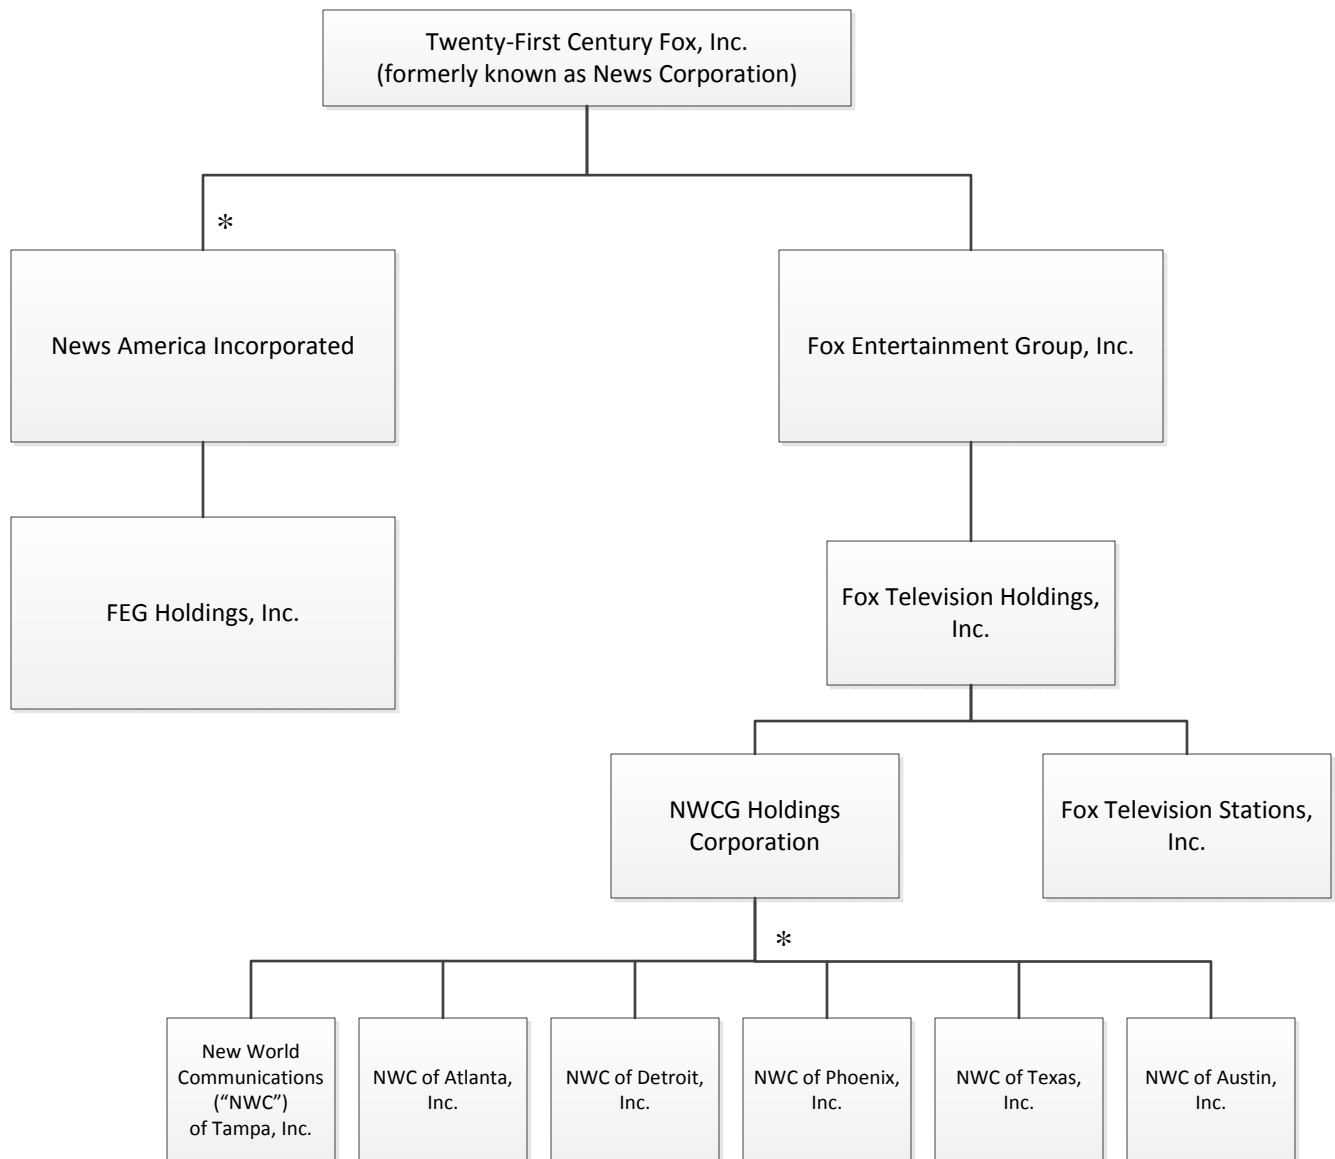 Twenty-First Century Fox, Inc.
(formerly known as News Corporation)
*
News America Incorporated
Fox Entertainment Group, Inc.
FEG Holdings, Inc.
Fox Television Holdings,
Inc.
NWCG Holdings
Corporation
Fox Television Stations,
Inc.
*
New World
Communications
(“NWC”)
of Tampa, Inc.
NWC of Atlanta,
Inc.
NWC of Detroit,
Inc.
NWC of Phoenix,
Inc.
NWC of Texas,
Inc.
NWC of Austin,
Inc.